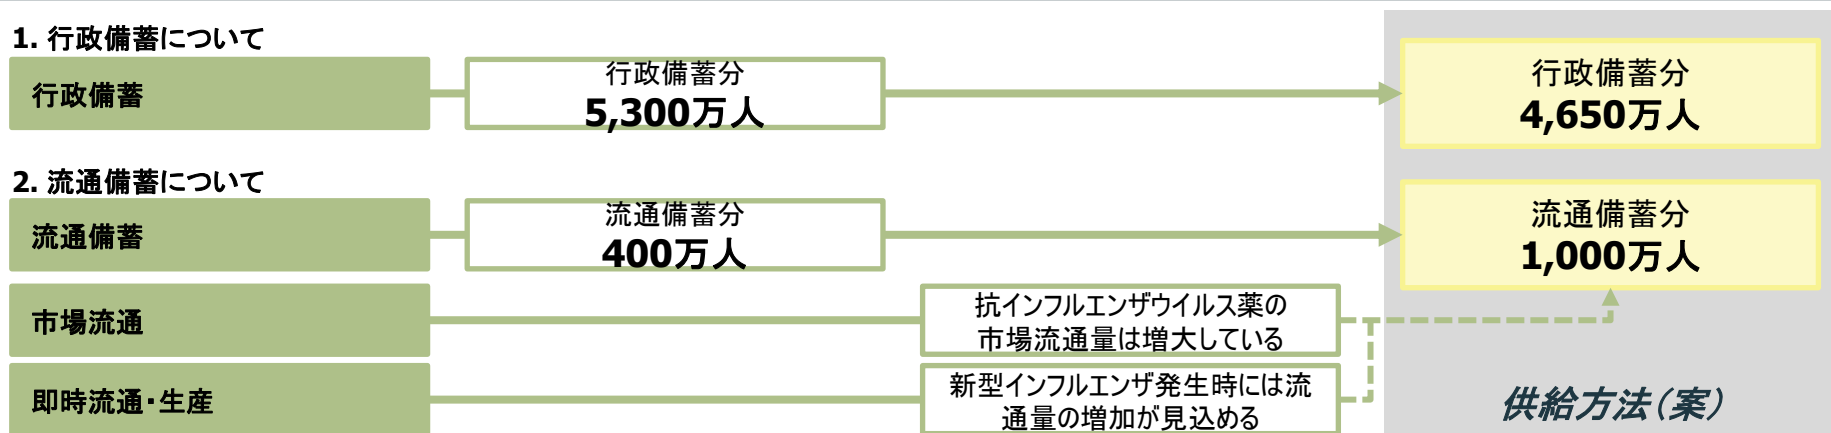 1. 行政備蓄について
行政備蓄
行政備蓄分
5,300万人
行政備蓄分
4,650万人
2. 流通備蓄について
流通備蓄
流通備蓄分
400万人
流通備蓄分
1,000万人
市場流通
抗インフルエンザウイルス薬の
市場流通量は増大している
即時流通・生産
新型インフルエンザ発生時には流
通量の増加が見込める
供給方法（案）